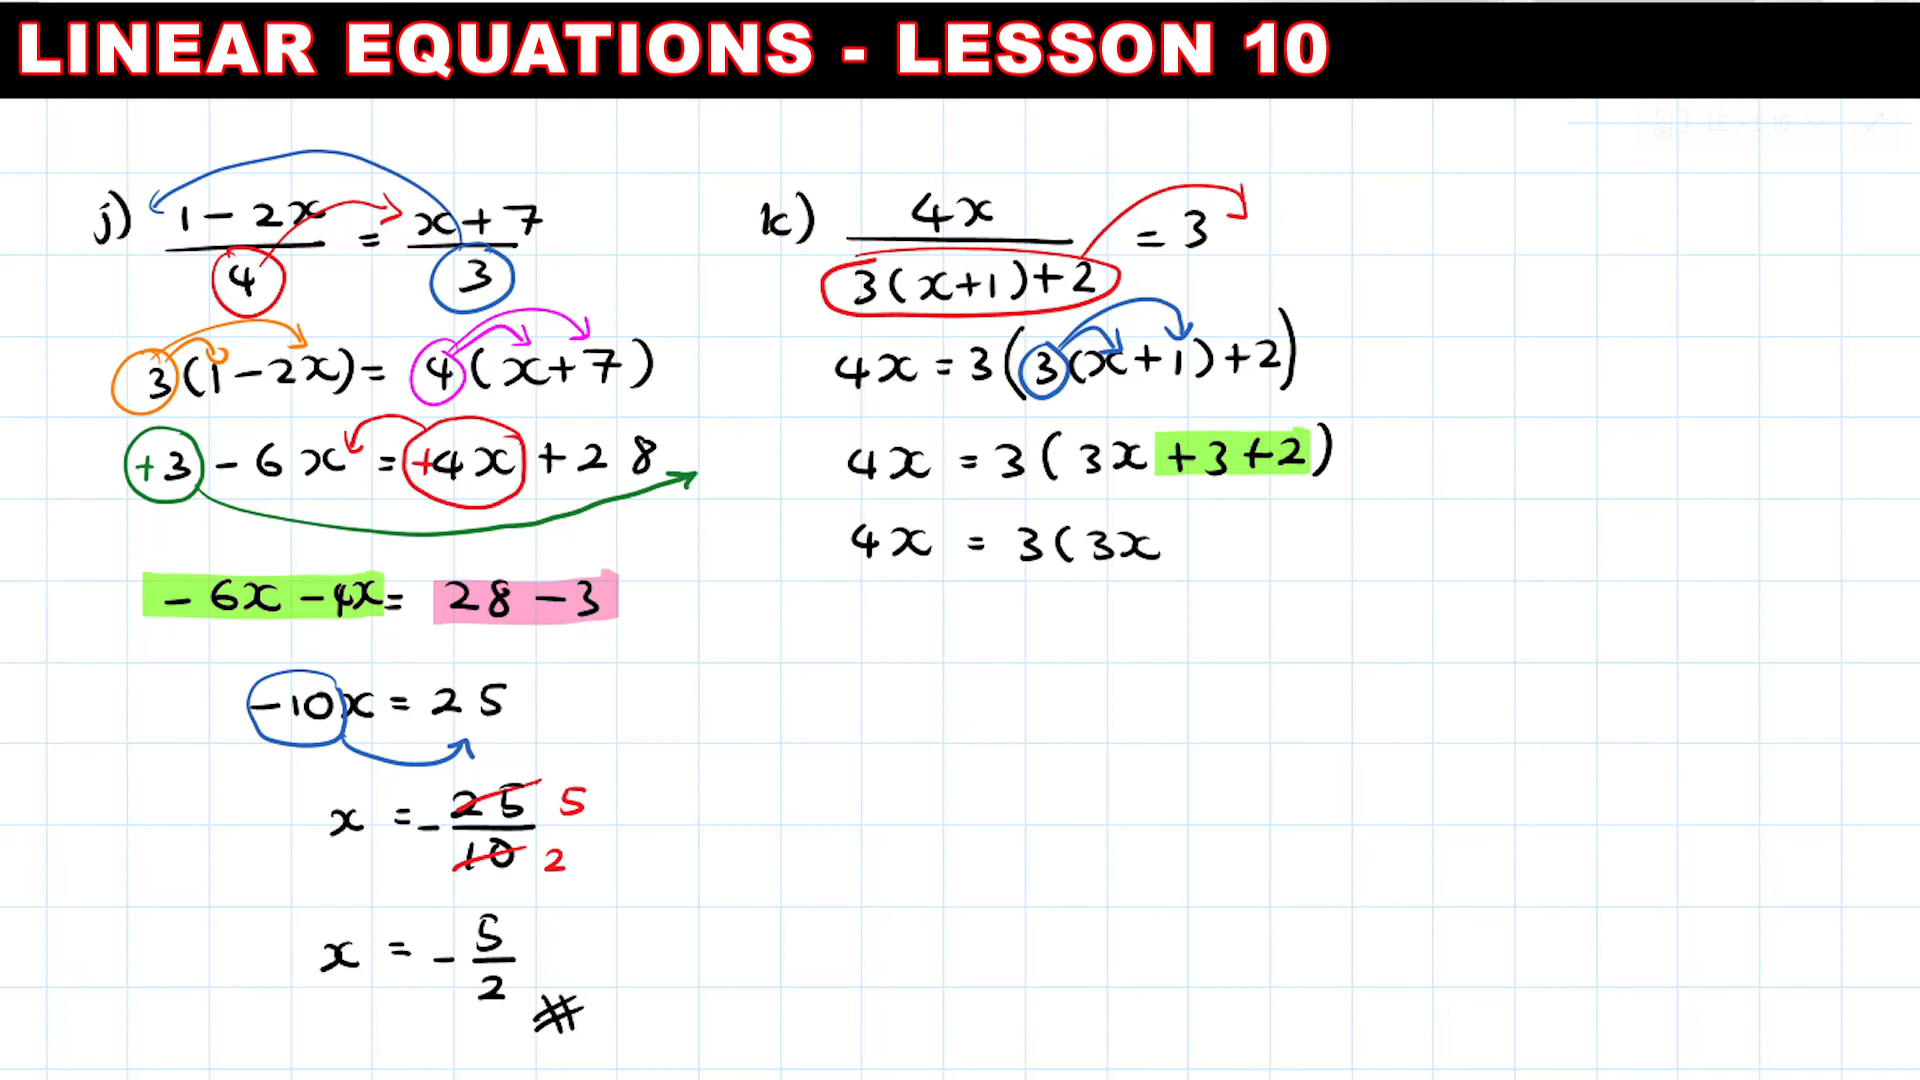 LINEAR EQUATIONS - LESSON 10
j) (1 - 2x)/4 = (x + 7)/3
3(1 - 2x) = 4(x + 7)
+3 - 6x = +4x + 28
- 6x - 4x = 28 - 3
-10x = 25
x = - 25/10 5 2
x = - 5/2
#
k) 4x/(3(x+1)+2) = 3
4x = 3(3(x+1)+2)
4x = 3(3x +3+2)
4x = 3(3x